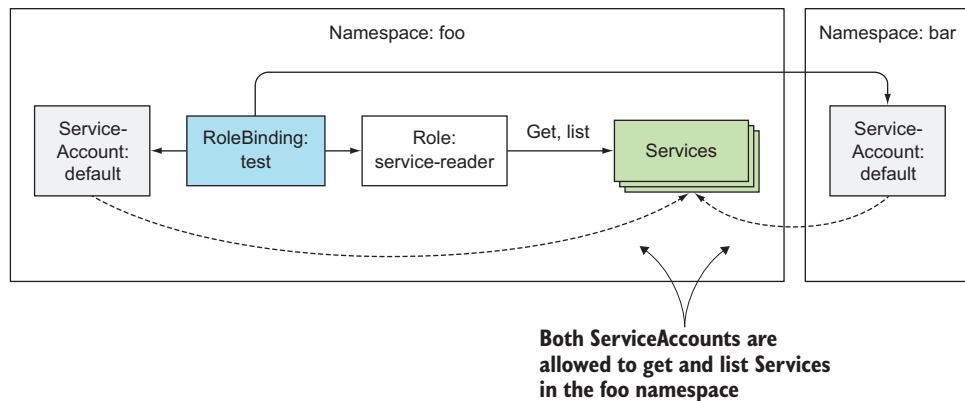 Namespace: foo
Namespace: bar
Service-
Account:
default
RoleBinding:
test
Role:
service-reader
Get, list
Services
Service-
Account:
default
Both ServiceAccounts are
allowed to get and list Services
in the foo namespace